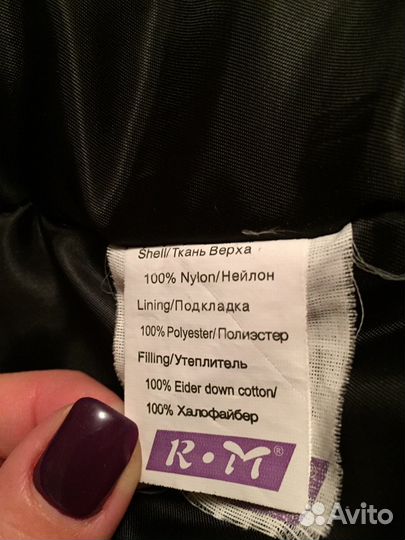 Shell/Ткань Верха
100% Nylon/Нейлон
Lining/Подкладка
100% Polyester/Полиэстер
Filling/Утеплитель
100% Eider down cotton/
100% Халофайбер
R•M®
Avito